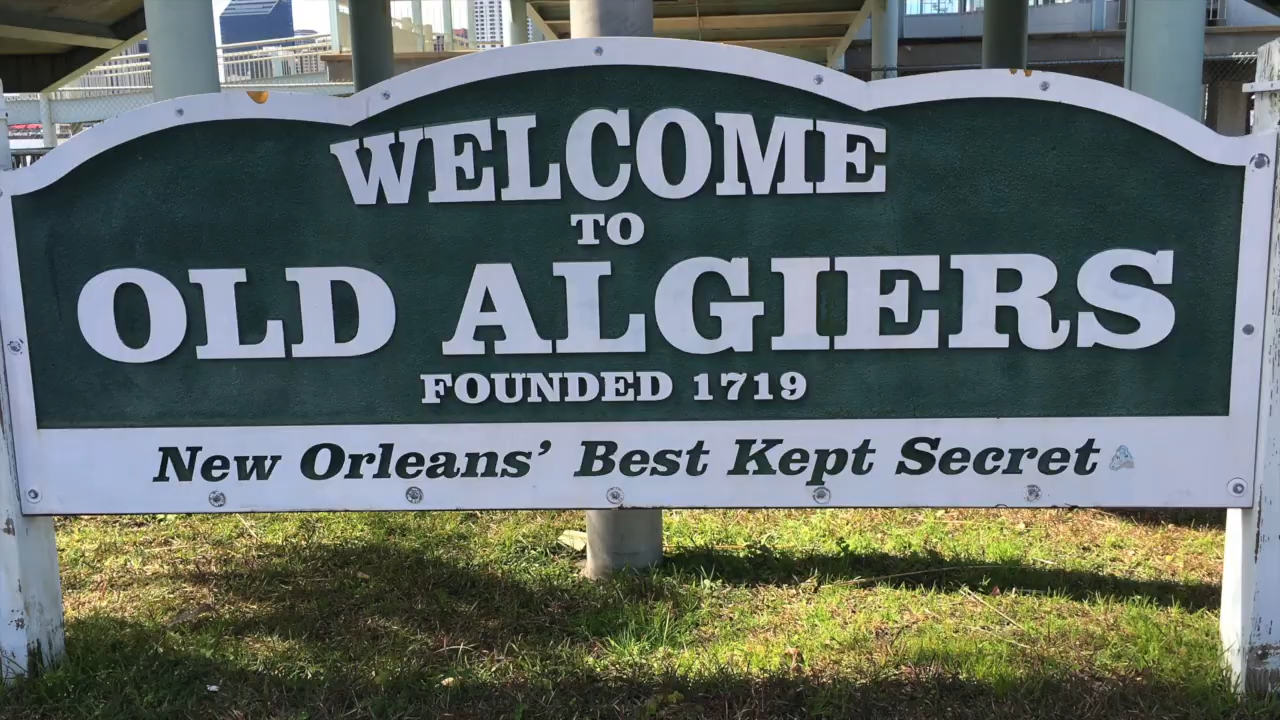 WELCOME
TO
OLD ALGIERS
FOUNDED 1719
New Orleans' Best Kept Secret